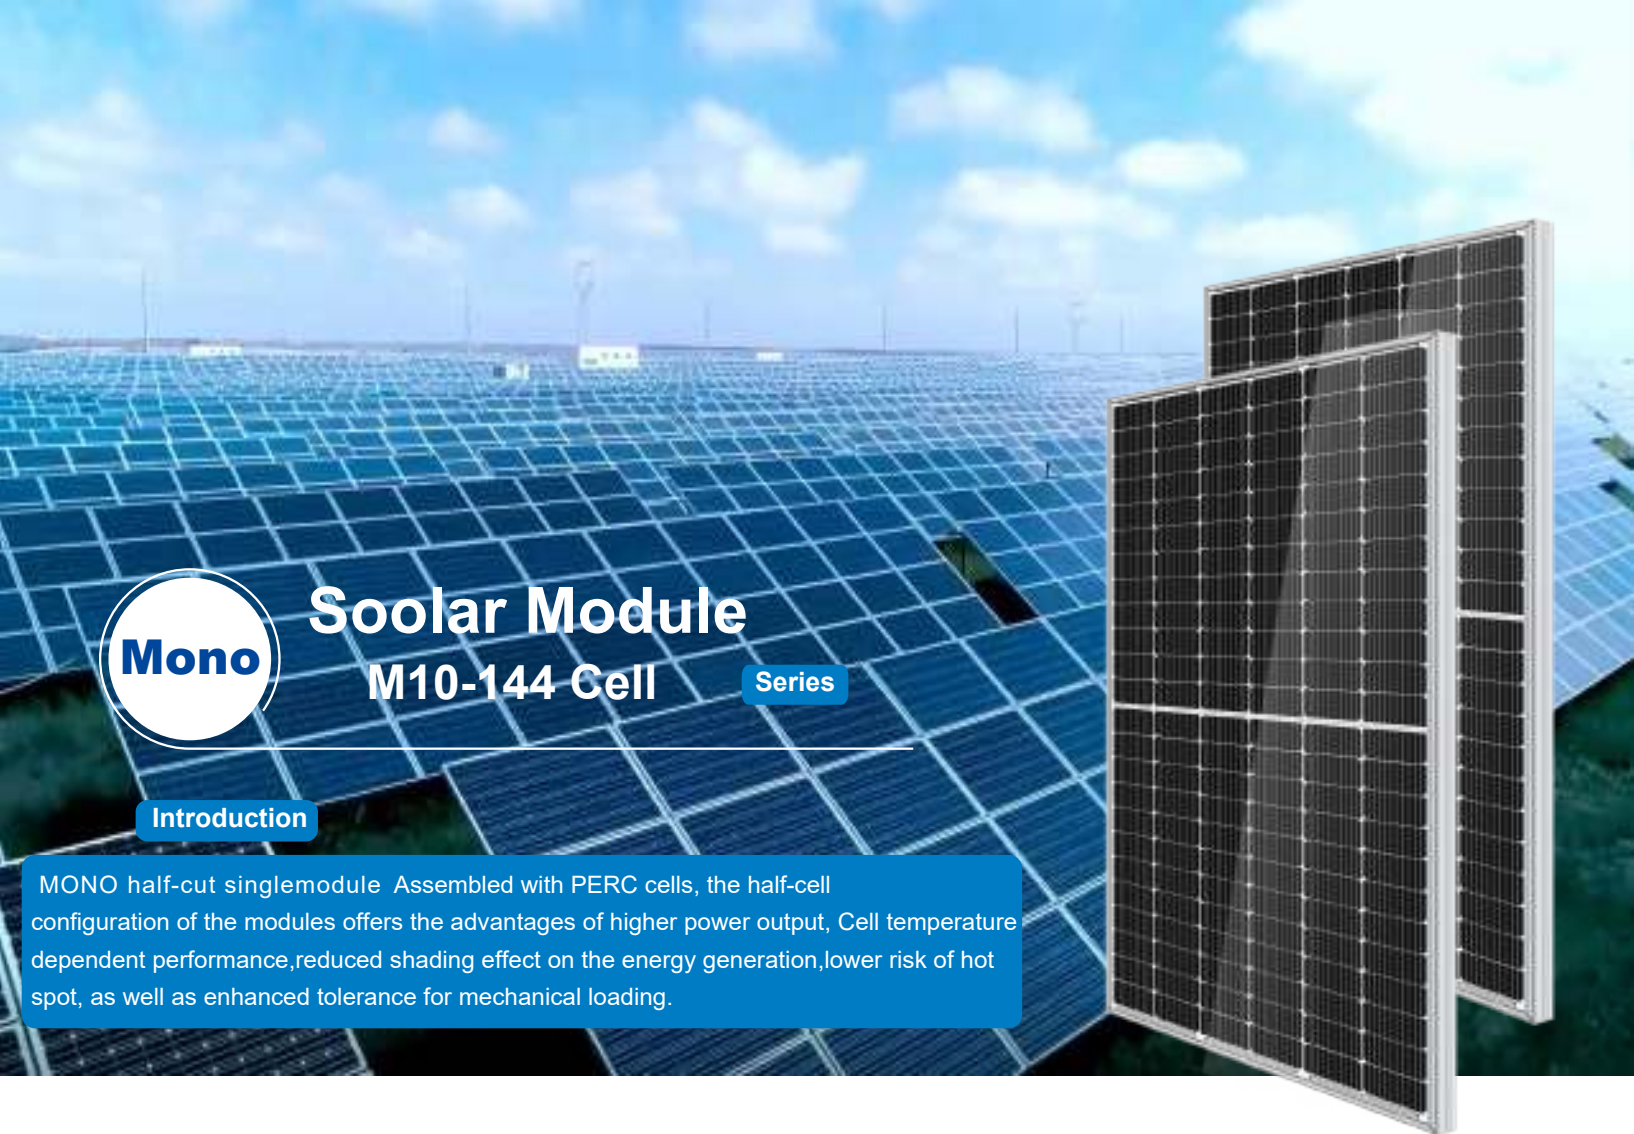 Mono
Soolar Module
M10-144 Cell
Series
Introduction
MONO half-cut singlemodule Assembled with PERC cells, the half-cell
configuration of the modules offers the advantages of higher power output, Cell temperature
dependent performance,reduced shading effect on the energy generation,lower risk of hot
spot, as well as enhanced tolerance for mechanical loading.